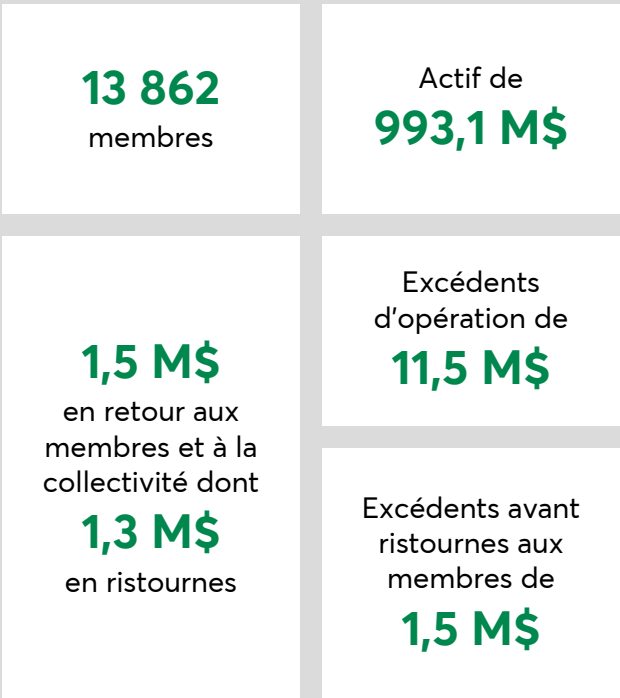 13 862
membres
Actif de
993,1 M$
1,5 M$
en retour aux
membres et à la
collectivité dont
1,3 M$
en ristournes
Excédents
d’opération de
11,5 M$
Excédents avant
ristournes aux
membres de
1,5 M$